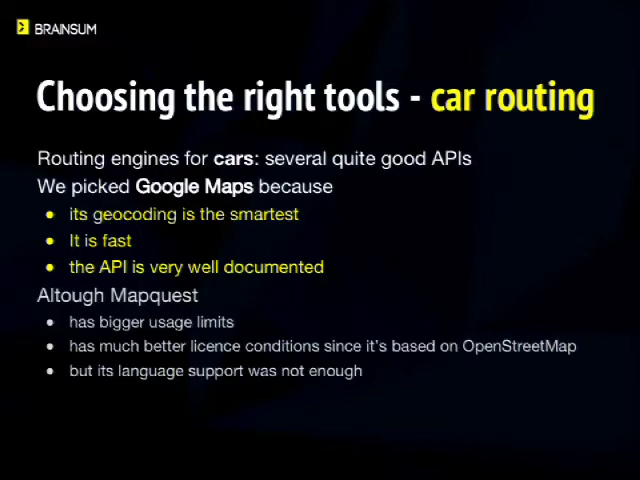 BRAINSUM
Choosing the right tools - car routing
Routing engines for cars: several quite good APIs
We picked Google Maps because
● its geocoding is the smartest
● It is fast
● the API is very well documented
Altough Mapquest
● has bigger usage limits
● has much better licence conditions since it's based on OpenStreetMap
● but its language support was not enough